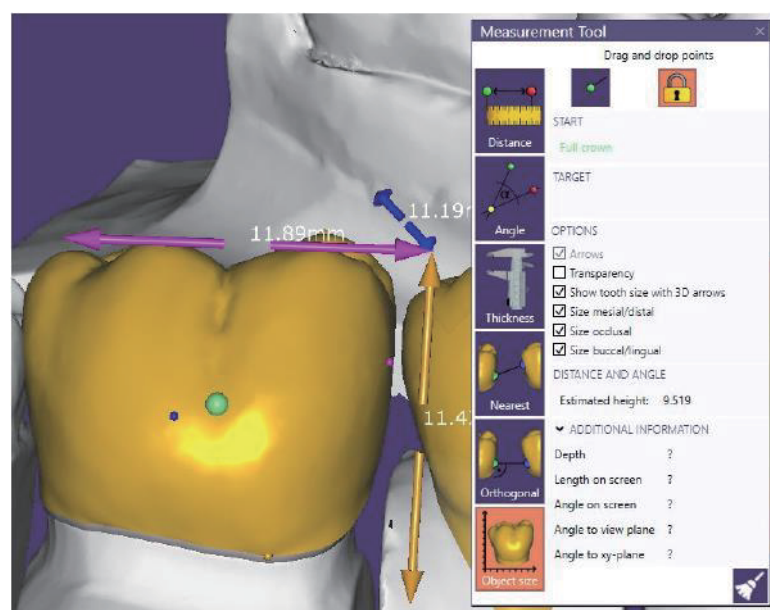 Measurement Tool
Drag and drop points
Distance
START
Full crown
TARGET
Angle
OPTIONS
Arrows
Transparency
Show tooth size with 3D arrows
Size mesial/distal
Size occlusal
Size buccal/lingual
Thickness
DISTANCE AND ANGLE
Estimated height: 9.519
Nearest
ADDITIONAL INFORMATION
Depth ?
Length on screen ?
Angle on screen ?
Orthogonal
Angle to view plane ?
Angle to xy-plane ?
Object size
11.89mm
11.19
11.4